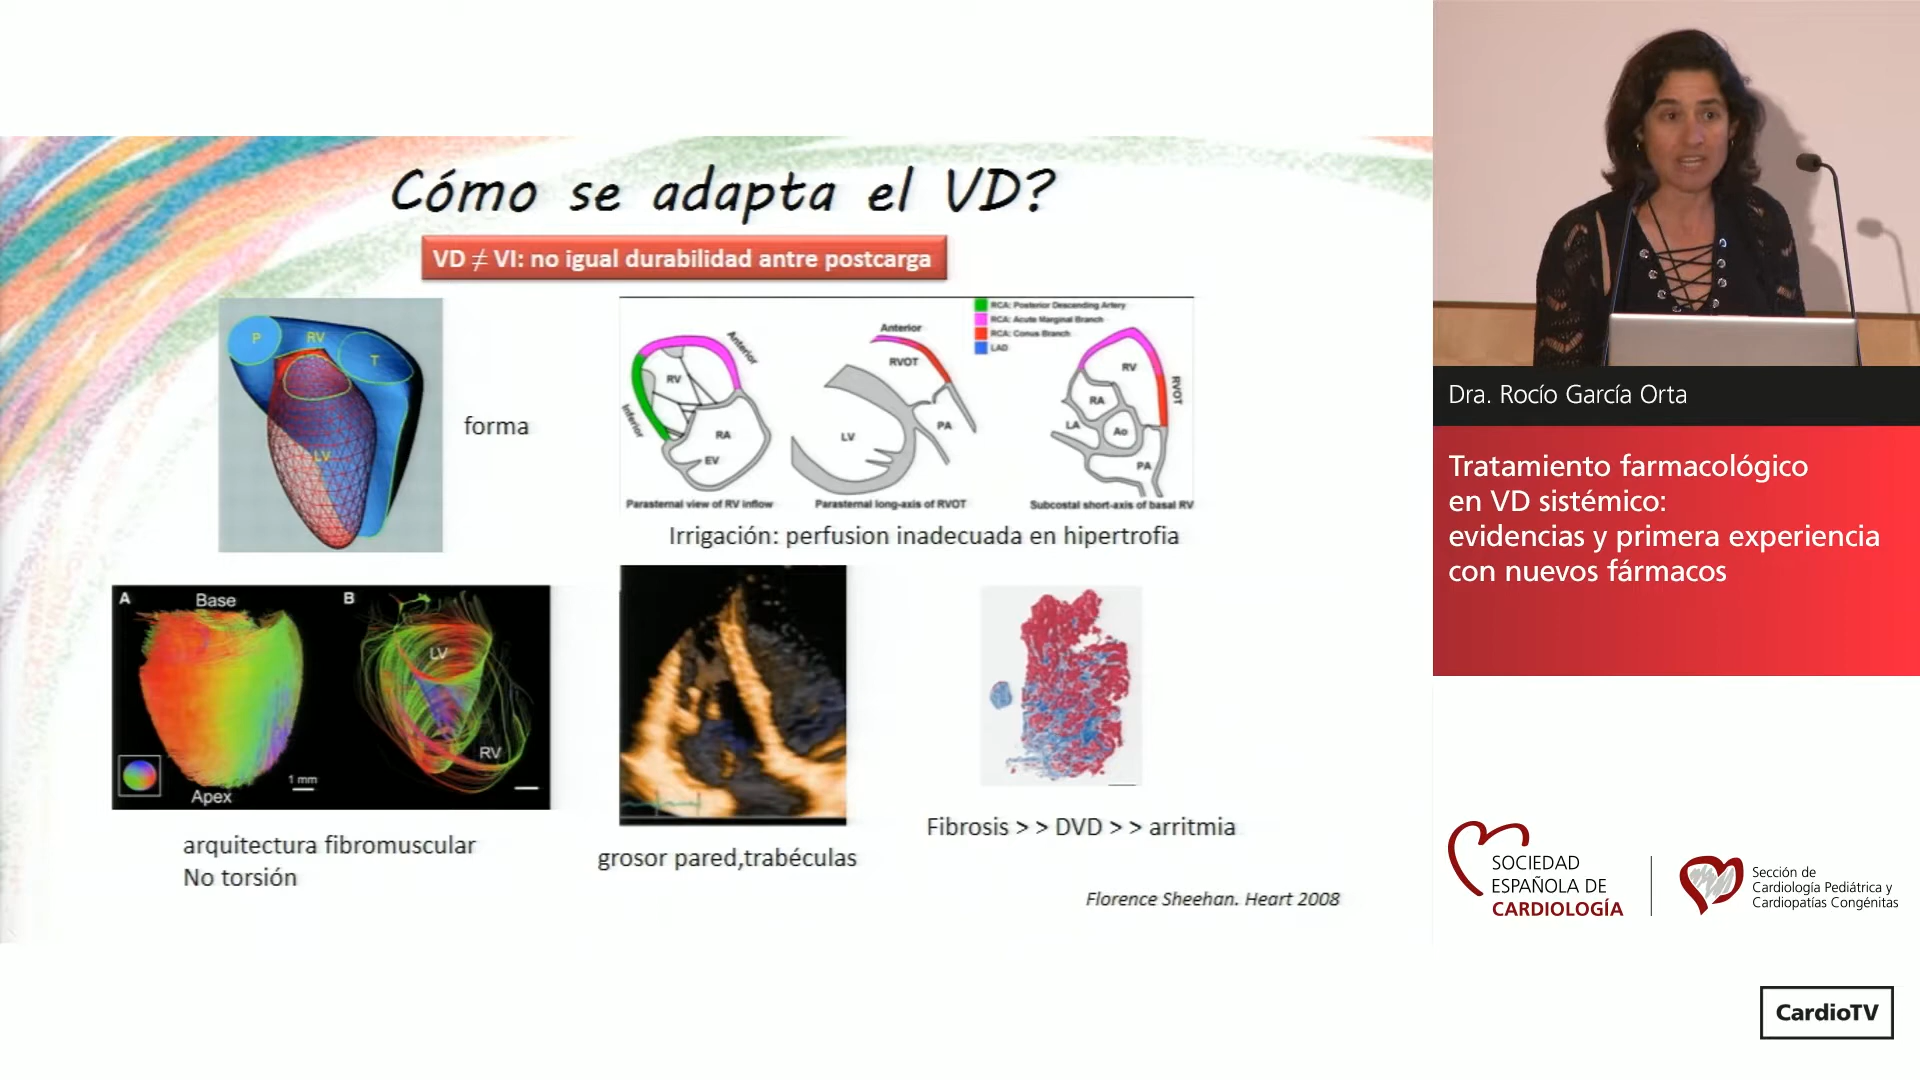 Cómo se adapta el VD?
VD ≠ VI: no igual durabilidad antre postcarga
P
RV
T
LV
forma
RCA: Posterior Descending Artery
RCA: Acute Marginal Branch
RCA: Conus Branch
LAD
Anterior
Inferior
RV
RA
EV
Parasternal view of RV inflow
Anterior
RVOT
LV
PA
Parasternal long-axis of RVOT
RV
RVOT
RA
LA
Ao
PA
Subcostal short-axis of basal RV
Irrigación: perfusion inadecuada en hipertrofia
A
Base
Apex
1 mm
B
LV
RV
arquitectura fibromuscular
No torsión
grosor pared,trabéculas
Fibrosis > > DVD > > arritmia
Florence Sheehan. Heart 2008
Dra. Rocío García Orta
Tratamiento farmacológico
en VD sistémico:
evidencias y primera experiencia
con nuevos fármacos
SOCIEDAD
ESPAÑOLA DE
CARDIOLOGÍA
Sección de
Cardiología Pediátrica y
Cardiopatías Congénitas
CardioTV